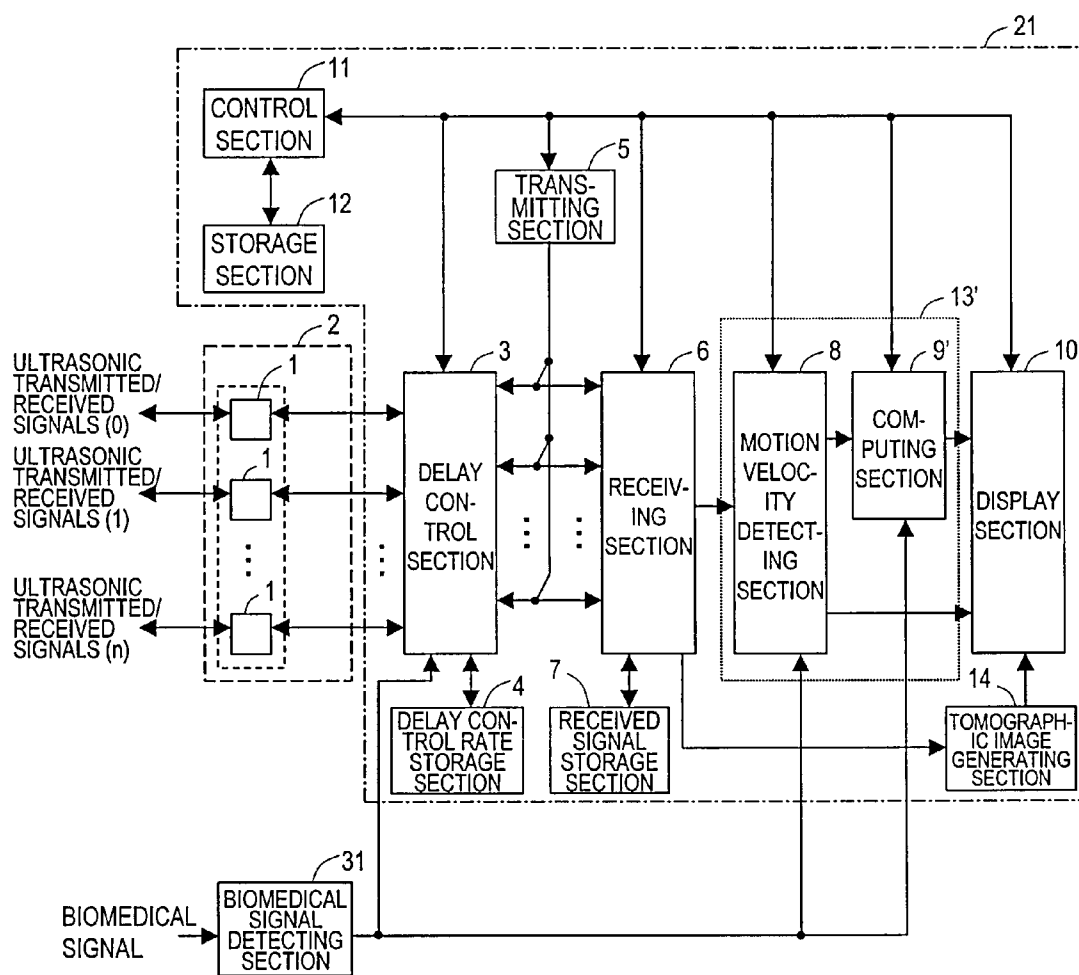 21
11
CONTROL
SECTION
12
STORAGE
SECTION
5
TRANS-
MITTING
SECTION
13'
2
ULTRASONIC
TRANSMITTED/
RECEIVED
SIGNALS (0)
1
ULTRASONIC
TRANSMITTED/
RECEIVED
SIGNALS (1)
1
ULTRASONIC
TRANSMITTED/
RECEIVED
SIGNALS (n)
1
3
DELAY
CON-
TROL
SECTION
6
RECEIV-
ING
SECTION
8
MOTION
VELOC-
ITY
DETECT-
ING
SECTION
9'
COM-
PUTING
SECTION
10
DISPLAY
SECTION
4
DELAY CON-
TROL RATE
STORAGE
SECTION
7
RECEIVED
SIGNAL
STORAGE
SECTION
14
TOMOGRAPH-
IC IMAGE
GENERATING
SECTION
31
BIOMEDICAL
SIGNAL
BIOMEDICAL
SIGNAL
DETECTING
SECTION